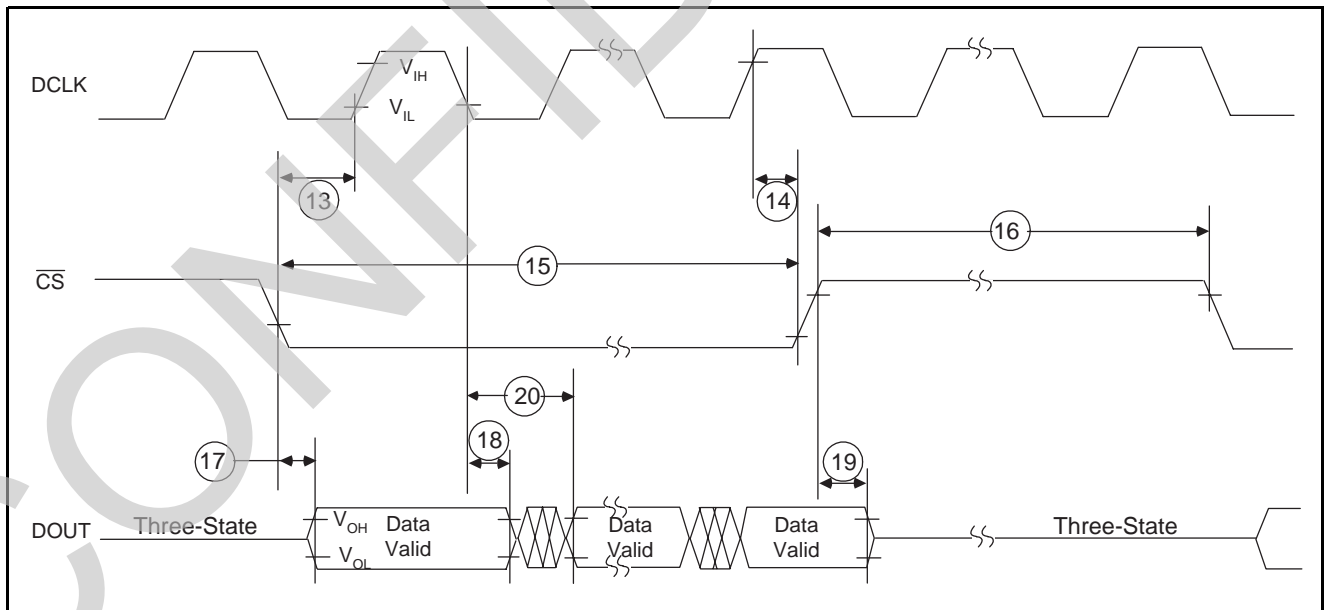 DCLK
V_IH
V_IL
13
14
16
15
C̅S̅
20
18
17
19
DOUT
Three-State
V_OH
V_OL
Data
Valid
Data
Valid
Data
Valid
Three-State
CONFID